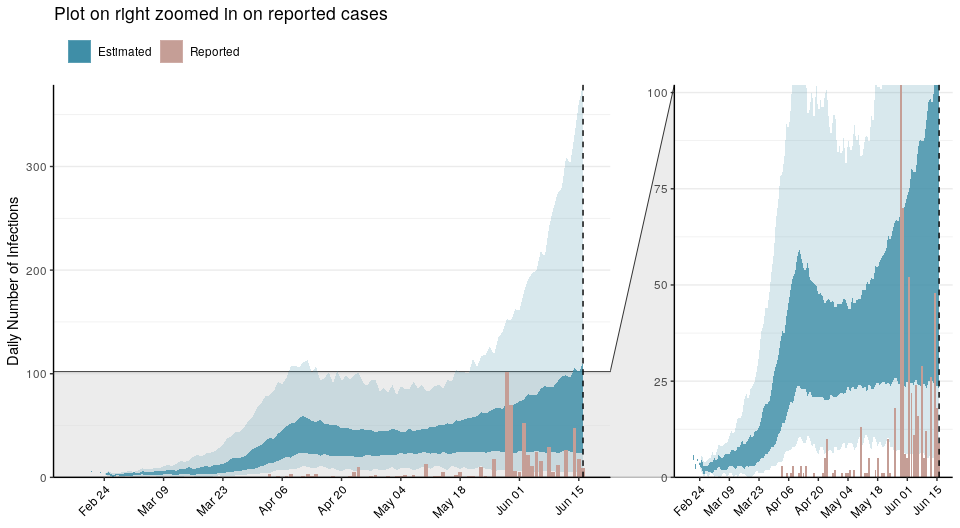 Plot on right zoomed in on reported cases
Estimated
Reported
Daily Number of Infections
300
200
100
0
Feb 24
Mar 09
Mar 23
Apr 06
Apr 20
May 04
May 18
Jun 01
Jun 15
100
75
50
25
0
Feb 24
Mar 09
Mar 23
Apr 06
Apr 20
May 04
May 18
Jun 01
Jun 15